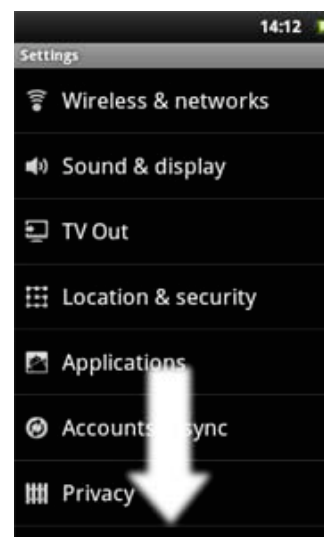 14:12
Settings
Wireless & networks
Sound & display
TV Out
Location & security
Applications
Accounts sync
Privacy